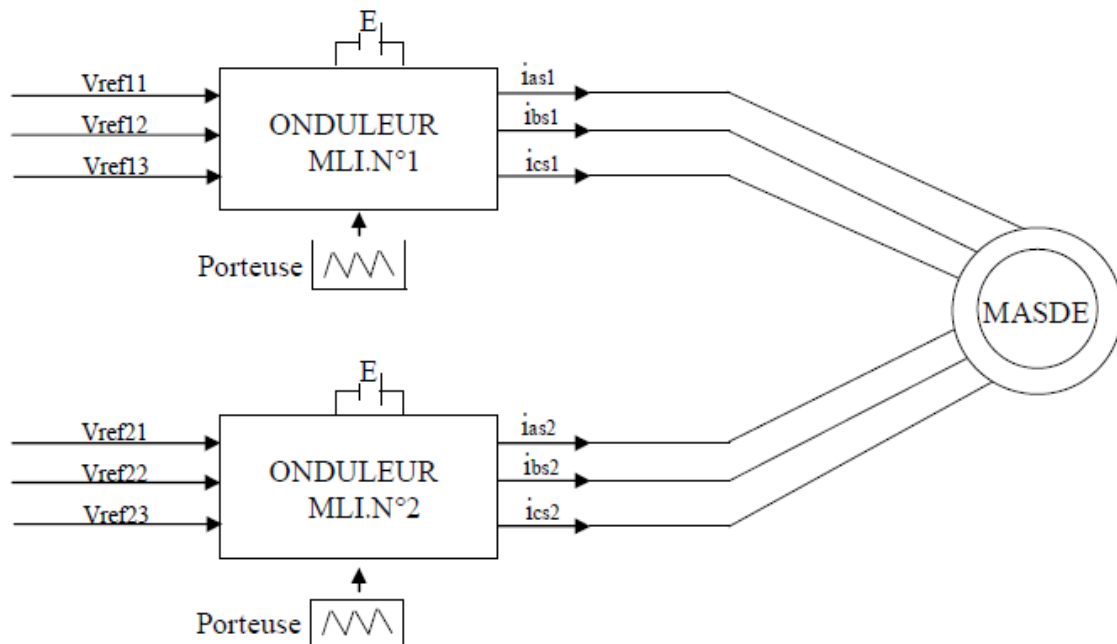 E
Vref11
Vref12
Vref13
ONDULEUR
MLI.N°1
ias1
ibs1
ics1
Porteuse
MASDE
E
Vref21
Vref22
Vref23
ONDULEUR
MLI.N°2
ias2
ibs2
ics2
Porteuse